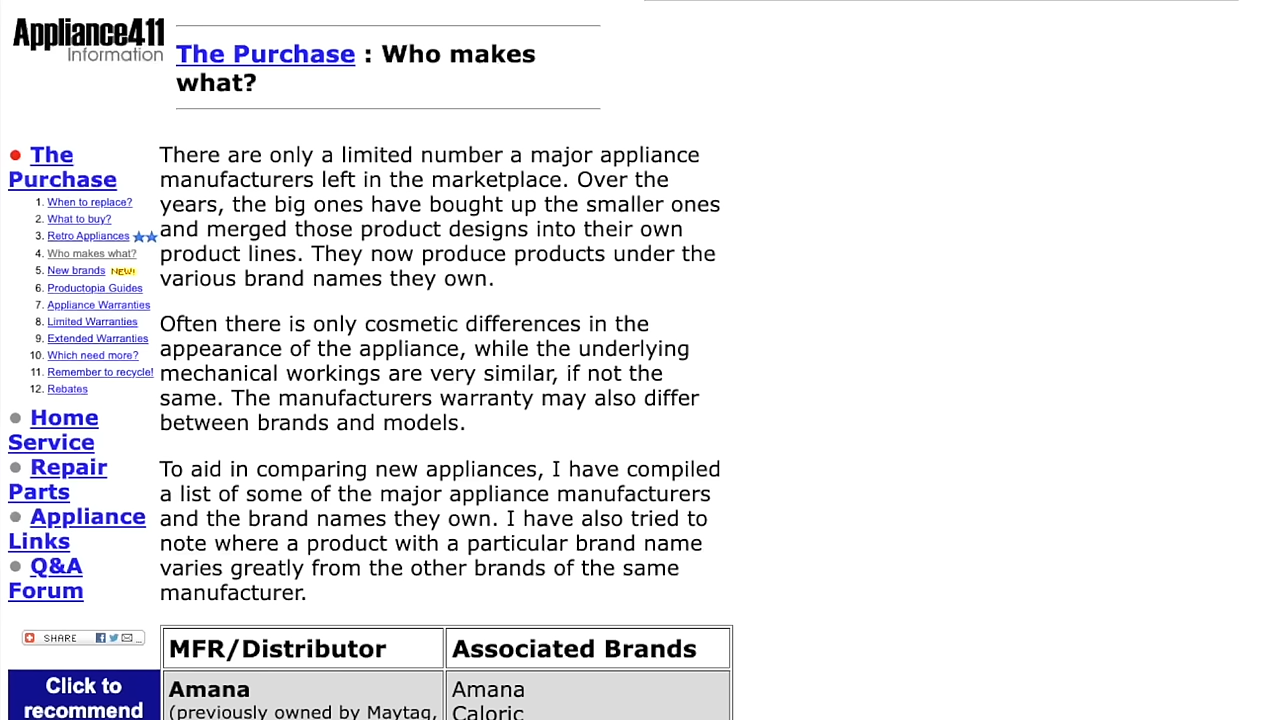 Appliance411
Information
The Purchase : Who makes
what?
• The
Purchase
1. When to replace?
2. What to buy?
3. Retro Appliances
4. Who makes what?
5. New brands NEW!
6. Productopia Guides
7. Appliance Warranties
8. Limited Warranties
9. Extended Warranties
10. Which need more?
11. Remember to recycle!
12. Rebates
• Home
Service
• Repair
Parts
• Appliance
Links
• Q&A
Forum
SHARE
Click to
recommend
There are only a limited number a major appliance
manufacturers left in the marketplace. Over the
years, the big ones have bought up the smaller ones
and merged those product designs into their own
product lines. They now produce products under the
various brand names they own.
Often there is only cosmetic differences in the
appearance of the appliance, while the underlying
mechanical workings are very similar, if not the
same. The manufacturers warranty may also differ
between brands and models.
To aid in comparing new appliances, I have compiled
a list of some of the major appliance manufacturers
and the brand names they own. I have also tried to
note where a product with a particular brand name
varies greatly from the other brands of the same
manufacturer.
MFR/Distributor Associated Brands
Amana Amana
(previously owned by Maytag, Caloric